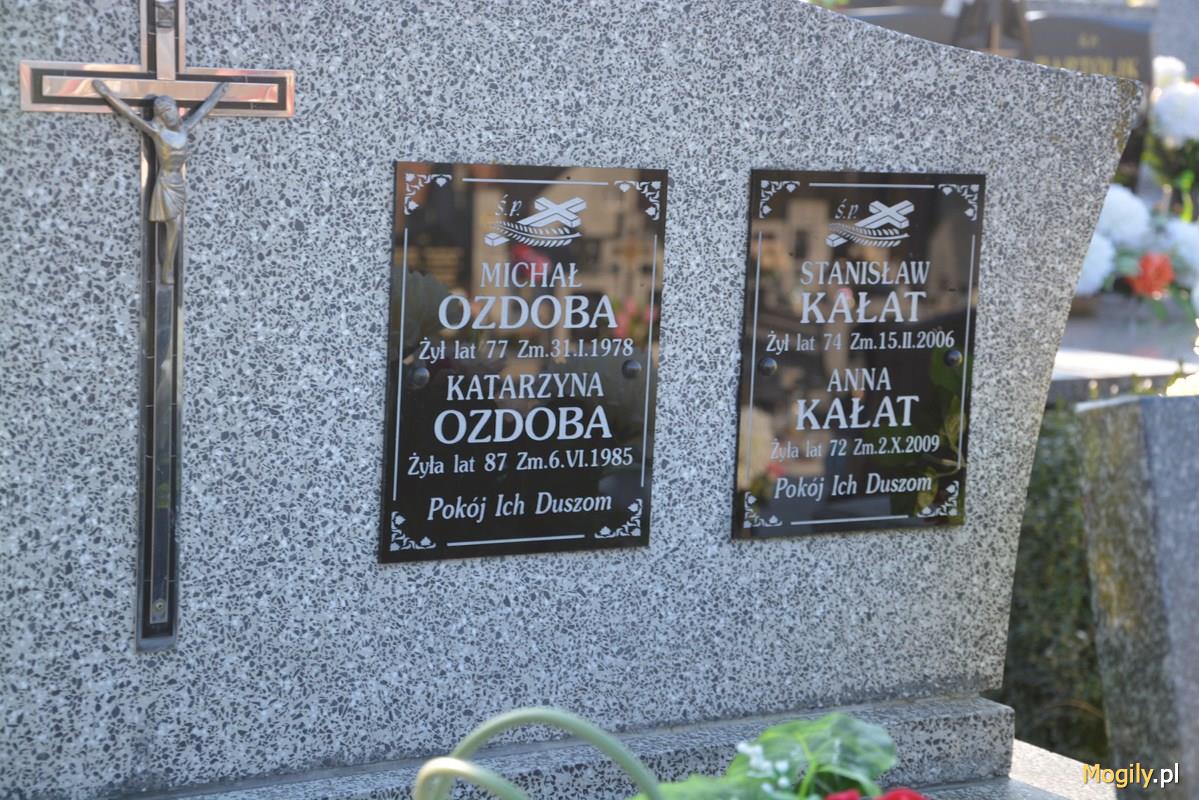 ś.p.
MICHAŁ
OZDOBA
Żył lat 77 Zm.31.I.1978
KATARZYNA
OZDOBA
Żyła lat 87 Zm.6.VI.1985
Pokój Ich Duszom
ś.p.
STANISŁAW
KAŁAT
Żył lat 74 Zm.15.II.2006
ANNA
KAŁAT
Żyła lat 72 Zm.2.X.2009
Pokój Ich Duszom
Mogily.pl